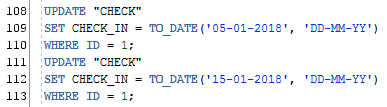 108 UPDATE "CHECK"
109 SET CHECK_IN = TO_DATE('05-01-2018', 'DD-MM-YY')
110 WHERE ID = 1;
111 UPDATE "CHECK"
112 SET CHECK_IN = TO_DATE('15-01-2018', 'DD-MM-YY')
113 WHERE ID = 1;